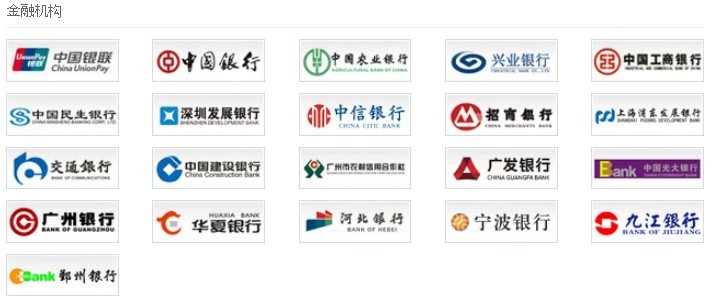 金融机构
UnionPay
银联
中国银联
China UnionPay
中国银行
中国农业银行
AGRICULTURAL BANK OF CHINA
兴业银行
INDUSTRIAL BANK CO.,LTD.
中国工商银行
INDUSTRIAL AND COMMERCIAL BANK OF CHINA
中国民生银行
CHINA MINSHENG BANKING CORP., LTD.
深圳发展银行
SHENZHEN DEVELOPMENT BANK
中信银行
CHINA CITIC BANK
招商银行
CHINA MERCHANTS BANK
上海浦东发展银行
SHANGHAI PUDONG DEVELOPMENT BANK
交通银行
BANK OF COMMUNICATIONS
中国建设银行
China Construction Bank
广州市农村信用合作社
广发银行
CHINA GUANGFA BANK
Bank
中国光大银行
CHINA EVERBRIGHT BANK
广州银行
BANK OF GUANGZHOU
HUAXIA BANK
华夏银行
河北银行
BANK OF HEBEI
宁波银行
九江银行
BANK OF JIUJIANG
Bank
鄞州银行